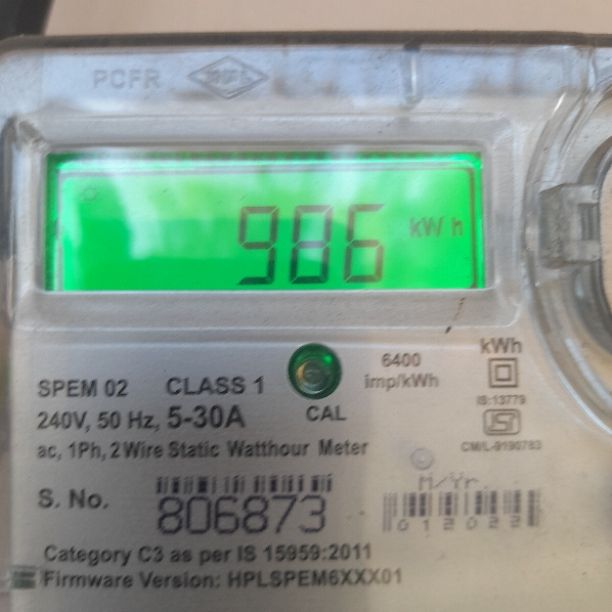 PCFR
986 kWh
kWh
6400
imp/kWh
SPEM 02 CLASS 1
IS:13779
240V, 50 Hz, 5-30A
CAL
ac, 1Ph, 2 Wire Static Watthour Meter
CM/L-9190783
M/Yr.
S. No. 806873
012022
Category C3 as per IS 15959:2011
Firmware Version: HPLSPEM6XXX01